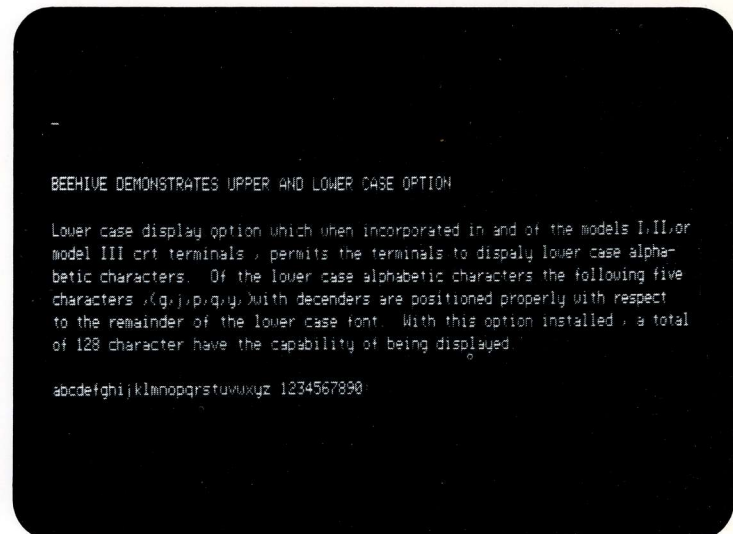 BEEHIVE DEMONSTRATES UPPER AND LOWER CASE OPTION
Lower case display option which when incorporated in and of the models I,II,or
model III crt terminals , permits the terminals to dispaly lower case alpha-
betic characters.  Of the lower case alphabetic characters the following five
characters ,(g,j,p,q,y,)with decenders are positioned properly with respect
to the remainder of the lower case font.  With this option installed , a total
of 128 character have the capability of being displayed.
abcdefghijklmnopqrstuvwxyz 1234567890